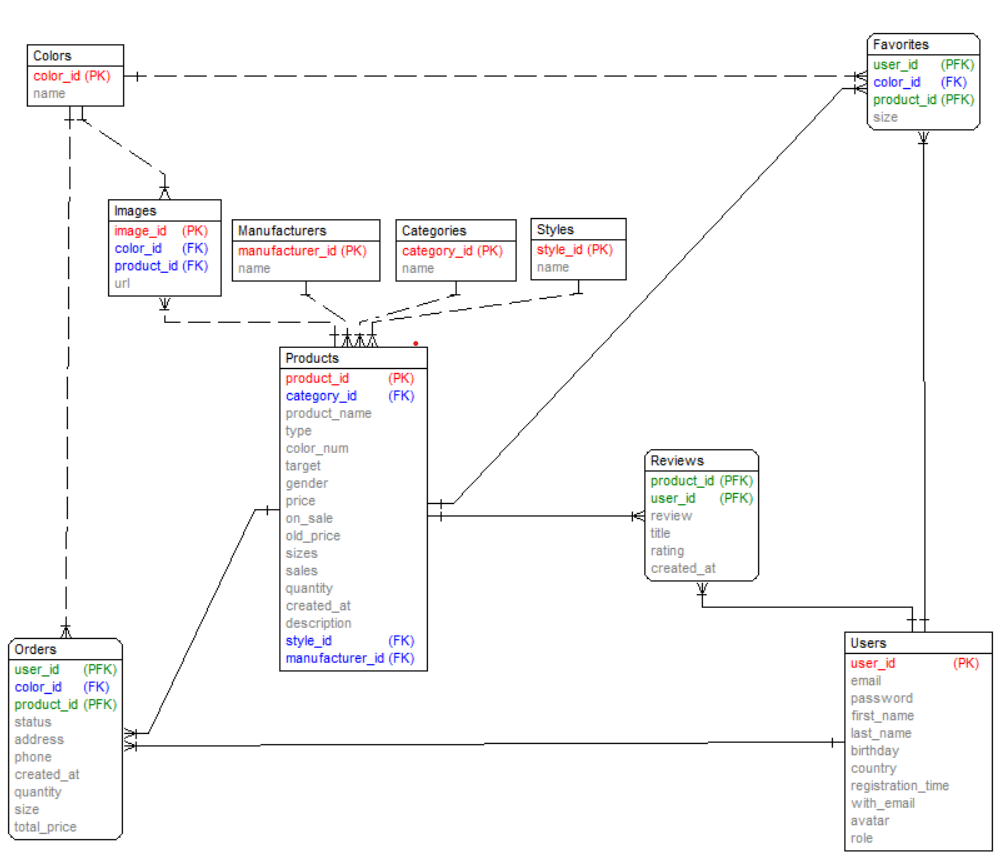 Colors
color_id (PK)
name
Favorites
user_id (PFK)
color_id (FK)
product_id (PFK)
size
Images
image_id (PK)
color_id (FK)
product_id (FK)
url
Manufacturers
manufacturer_id (PK)
name
Categories
category_id (PK)
name
Styles
style_id (PK)
name
Products
product_id (PK)
category_id (FK)
product_name
type
color_num
target
gender
price
on_sale
old_price
sizes
sales
quantity
created_at
description
style_id (FK)
manufacturer_id (FK)
Reviews
product_id (PFK)
user_id (PFK)
review
title
rating
created_at
Orders
user_id (PFK)
color_id (FK)
product_id (PFK)
status
address
phone
created_at
quantity
size
total_price
Users
user_id (PK)
email
password
first_name
last_name
birthday
country
registration_time
with_email
avatar
role